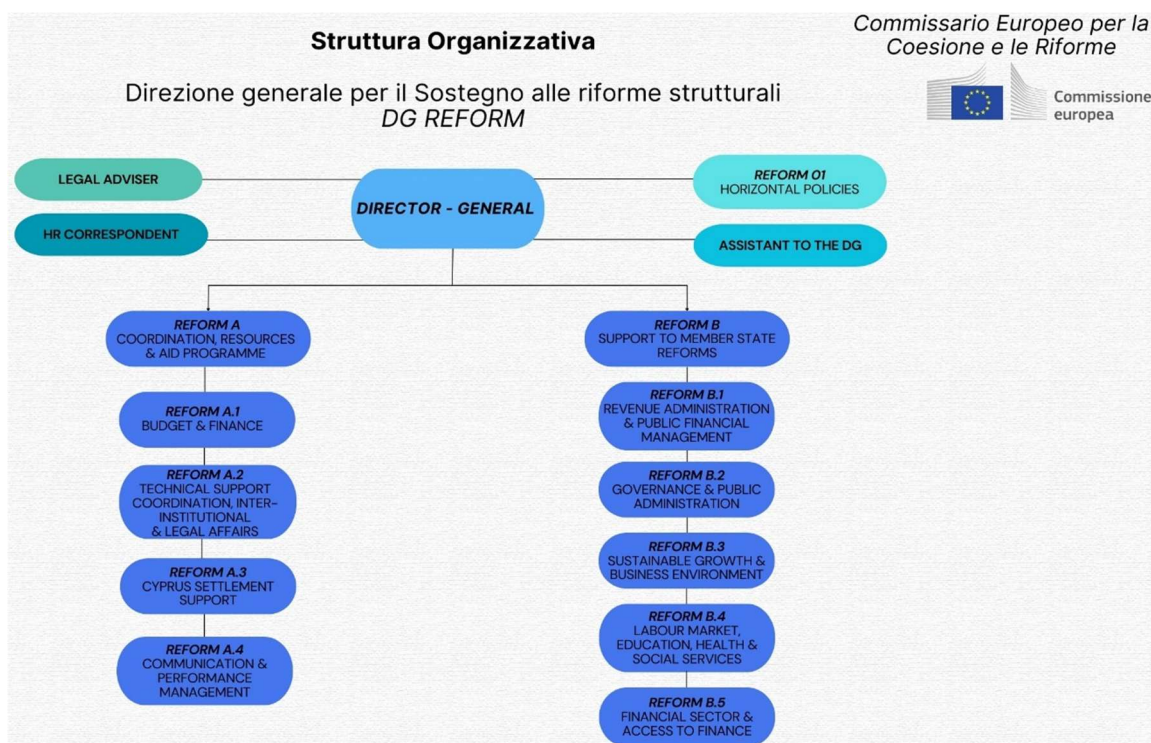 Struttura Organizzativa
Commissario Europeo per la
Coesione e le Riforme
Commissione
europea
Direzione generale per il Sostegno alle riforme strutturali
DG REFORM
LEGAL ADVISER
HR CORRESPONDENT
DIRECTOR - GENERAL
REFORM 01
HORIZONTAL POLICIES
ASSISTANT TO THE DG
REFORM A
COORDINATION, RESOURCES
& AID PROGRAMME
REFORM A.1
BUDGET & FINANCE
REFORM A.2
TECHNICAL SUPPORT
COORDINATION, INTER-
INSTITUTIONAL
& LEGAL AFFAIRS
REFORM A.3
CYPRUS SETTLEMENT
SUPPORT
REFORM A.4
COMMUNICATION &
PERFORMANCE
MANAGEMENT
REFORM B
SUPPORT TO MEMBER STATE
REFORMS
REFORM B.1
REVENUE ADMINISTRATION
& PUBLIC FINANCIAL
MANAGEMENT
REFORM B.2
GOVERNANCE & PUBLIC
ADMINISTRATION
REFORM B.3
SUSTAINABLE GROWTH &
BUSINESS ENVIRONMENT
REFORM B.4
LABOUR MARKET,
EDUCATION, HEALTH &
SOCIAL SERVICES
REFORM B.5
FINANCIAL SECTOR &
ACCESS TO FINANCE